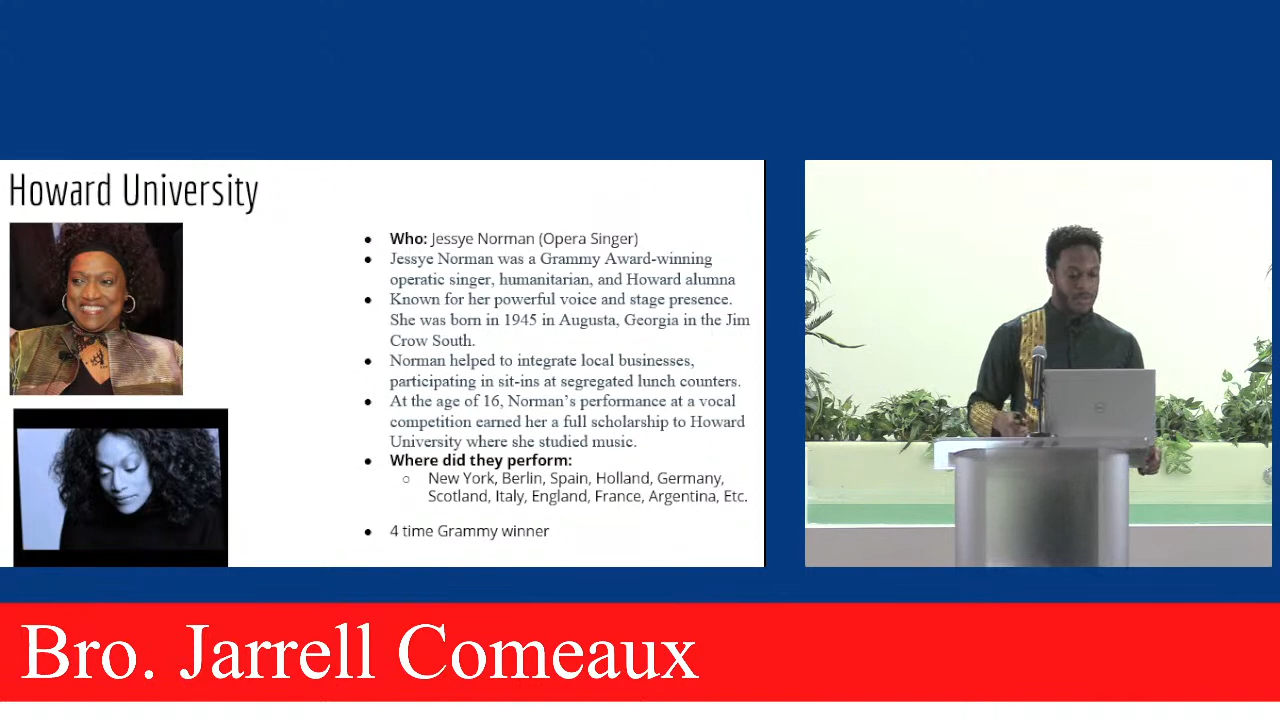 Howard University
● Who: Jessye Norman (Opera Singer)
● Jessye Norman was a Grammy Award-winning
operatic singer, humanitarian, and Howard alumna
● Known for her powerful voice and stage presence.
She was born in 1945 in Augusta, Georgia in the Jim
Crow South.
● Norman helped to integrate local businesses,
participating in sit-ins at segregated lunch counters.
● At the age of 16, Norman’s performance at a vocal
competition earned her a full scholarship to Howard
University where she studied music.
● Where did they perform:
○ New York, Berlin, Spain, Holland, Germany,
Scotland, Italy, England, France, Argentina, Etc.
● 4 time Grammy winner
Bro. Jarrell Comeaux